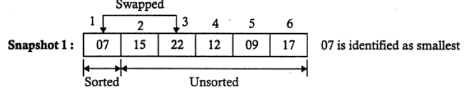 Swapped
1 2 3 4 5 6
Snapshot 1 : 07 15 22 12 09 17 07 is identified as smallest
Sorted Unsorted